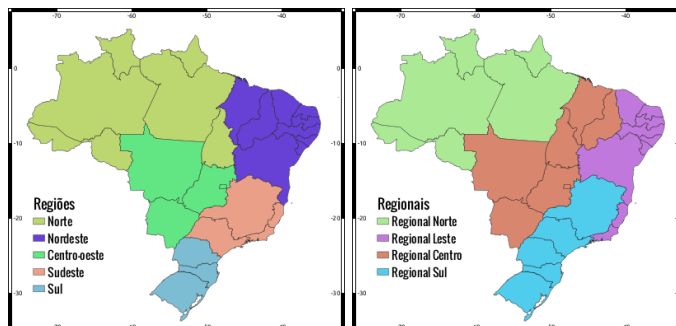 -70 -60 -50 -40
-70 -60 -50 -40
0
-10
-20
-30
0
-10
-20
-30
Regiões
Norte
Nordeste
Centro-oeste
Sudeste
Sul
Regionais
Regional Norte
Regional Leste
Regional Centro
Regional Sul